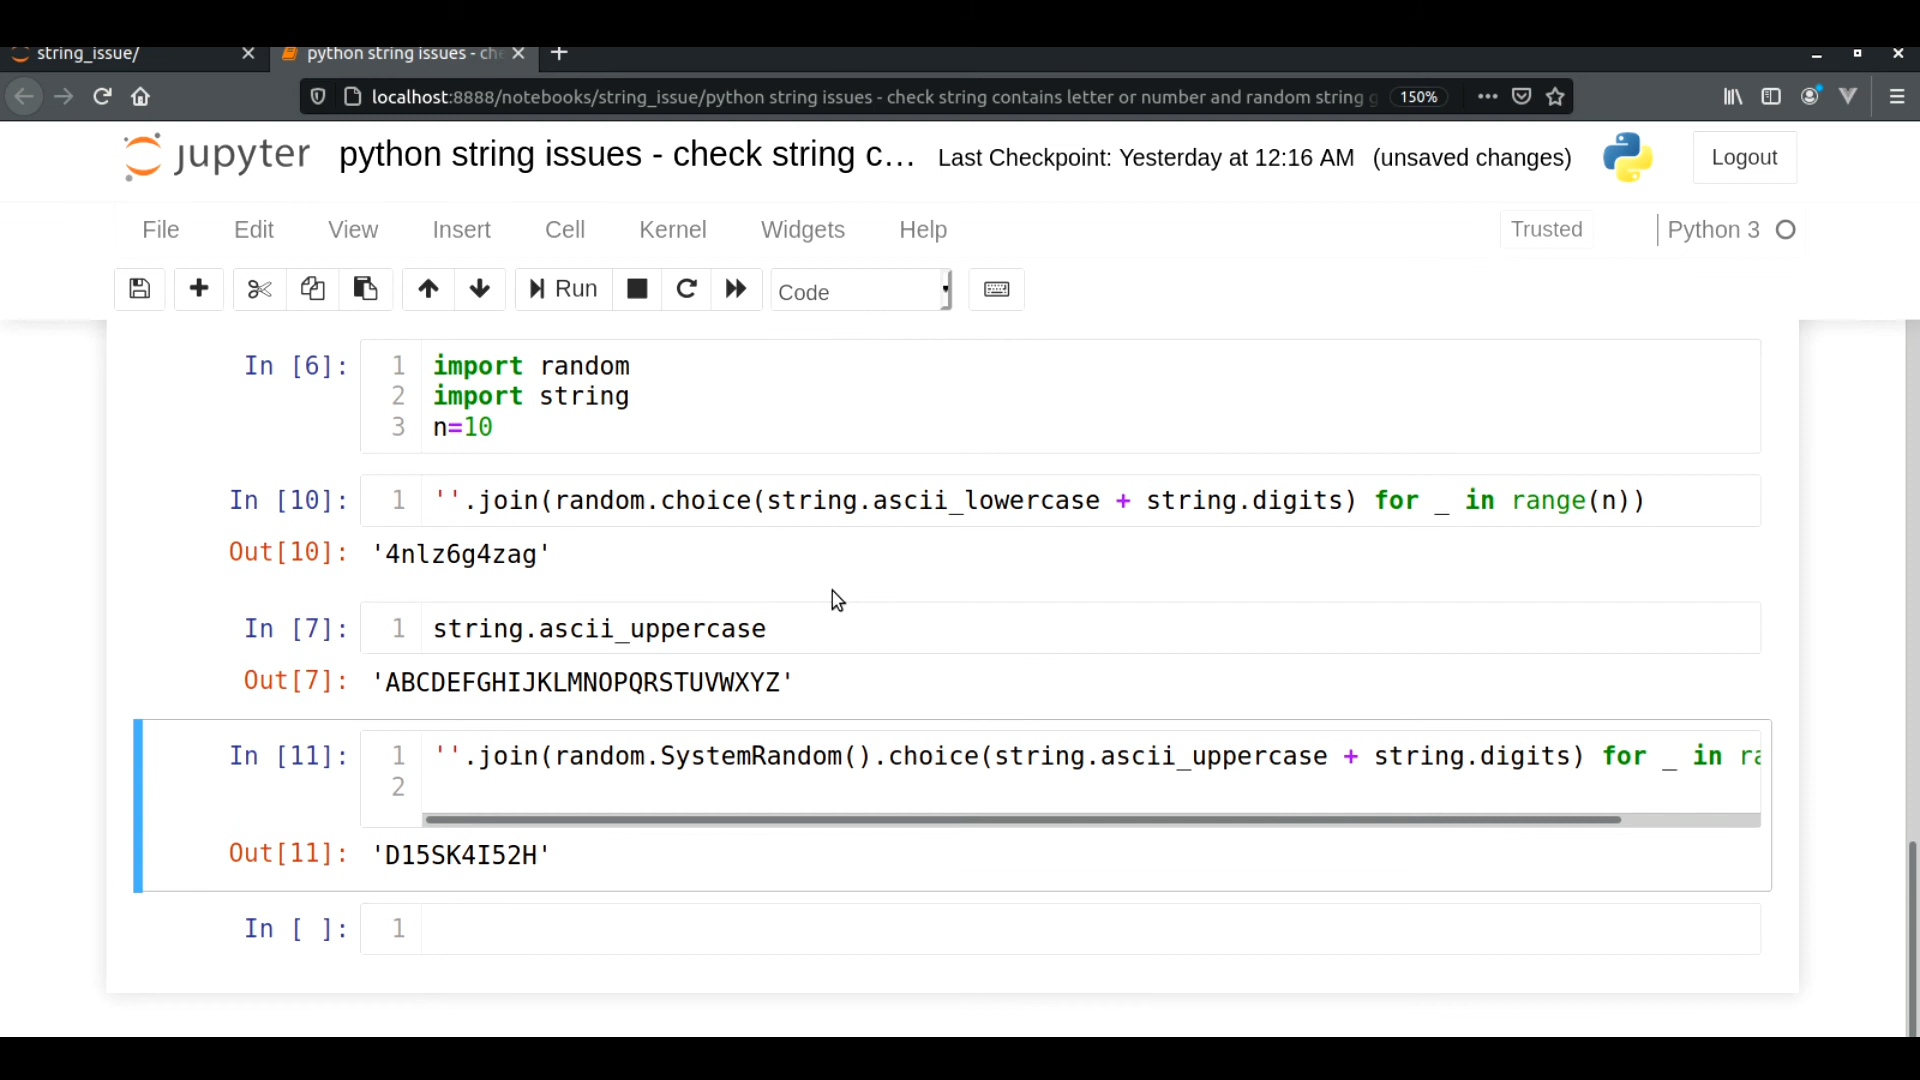 string_issue/
python string issues - che
localhost:8888/notebooks/string_issue/python string issues - check string contains letter or number and random string g
150%
jupyter
python string issues - check string c...
Last Checkpoint: Yesterday at 12:16 AM (unsaved changes)
Logout
File Edit View Insert Cell Kernel Widgets Help
Trusted
Python 3
Run
Code
In [6]:
1 import random
2 import string
3 n=10
In [10]:
1 ''.join(random.choice(string.ascii_lowercase + string.digits) for _ in range(n))
Out[10]: '4nlz6g4zag'
In [7]:
1 string.ascii_uppercase
Out[7]: 'ABCDEFGHIJKLMNOPQRSTUVWXYZ'
In [11]:
1 ''.join(random.SystemRandom().choice(string.ascii_uppercase + string.digits) for _ in ra
2
Out[11]: 'D15SK4I52H'
In [ ]:
1